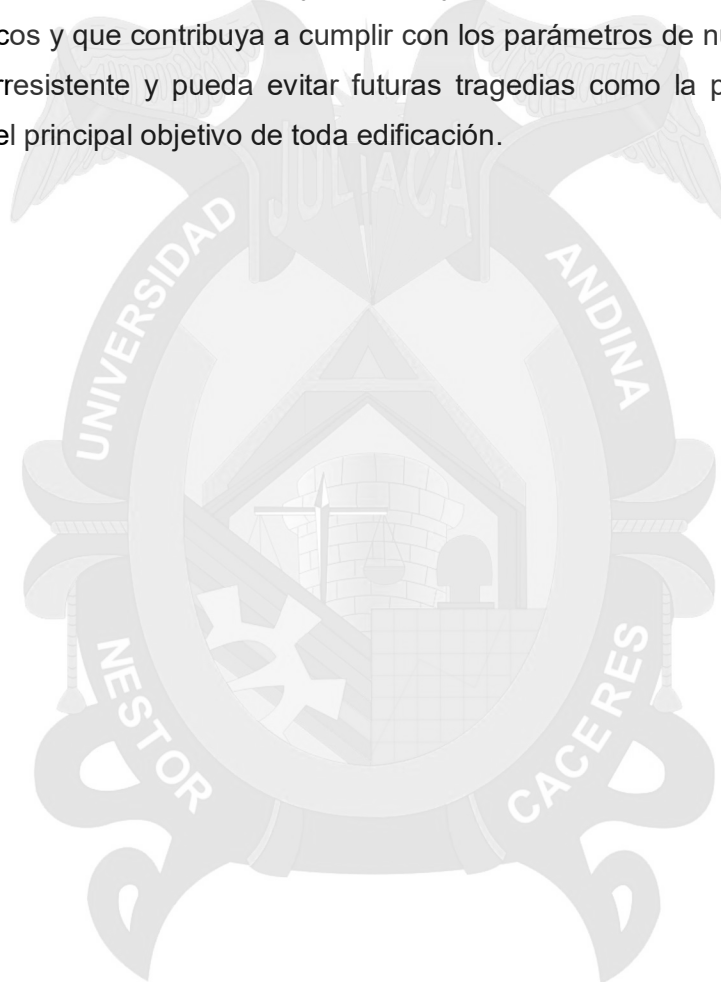 cos y que contribuya a cumplir con los parámetros de nu
rresistente y pueda evitar futuras tragedias como la p
el principal objetivo de toda edificación.
JULIACA
UNIVERSIDAD
ANDINA
NESTOR
CACERES